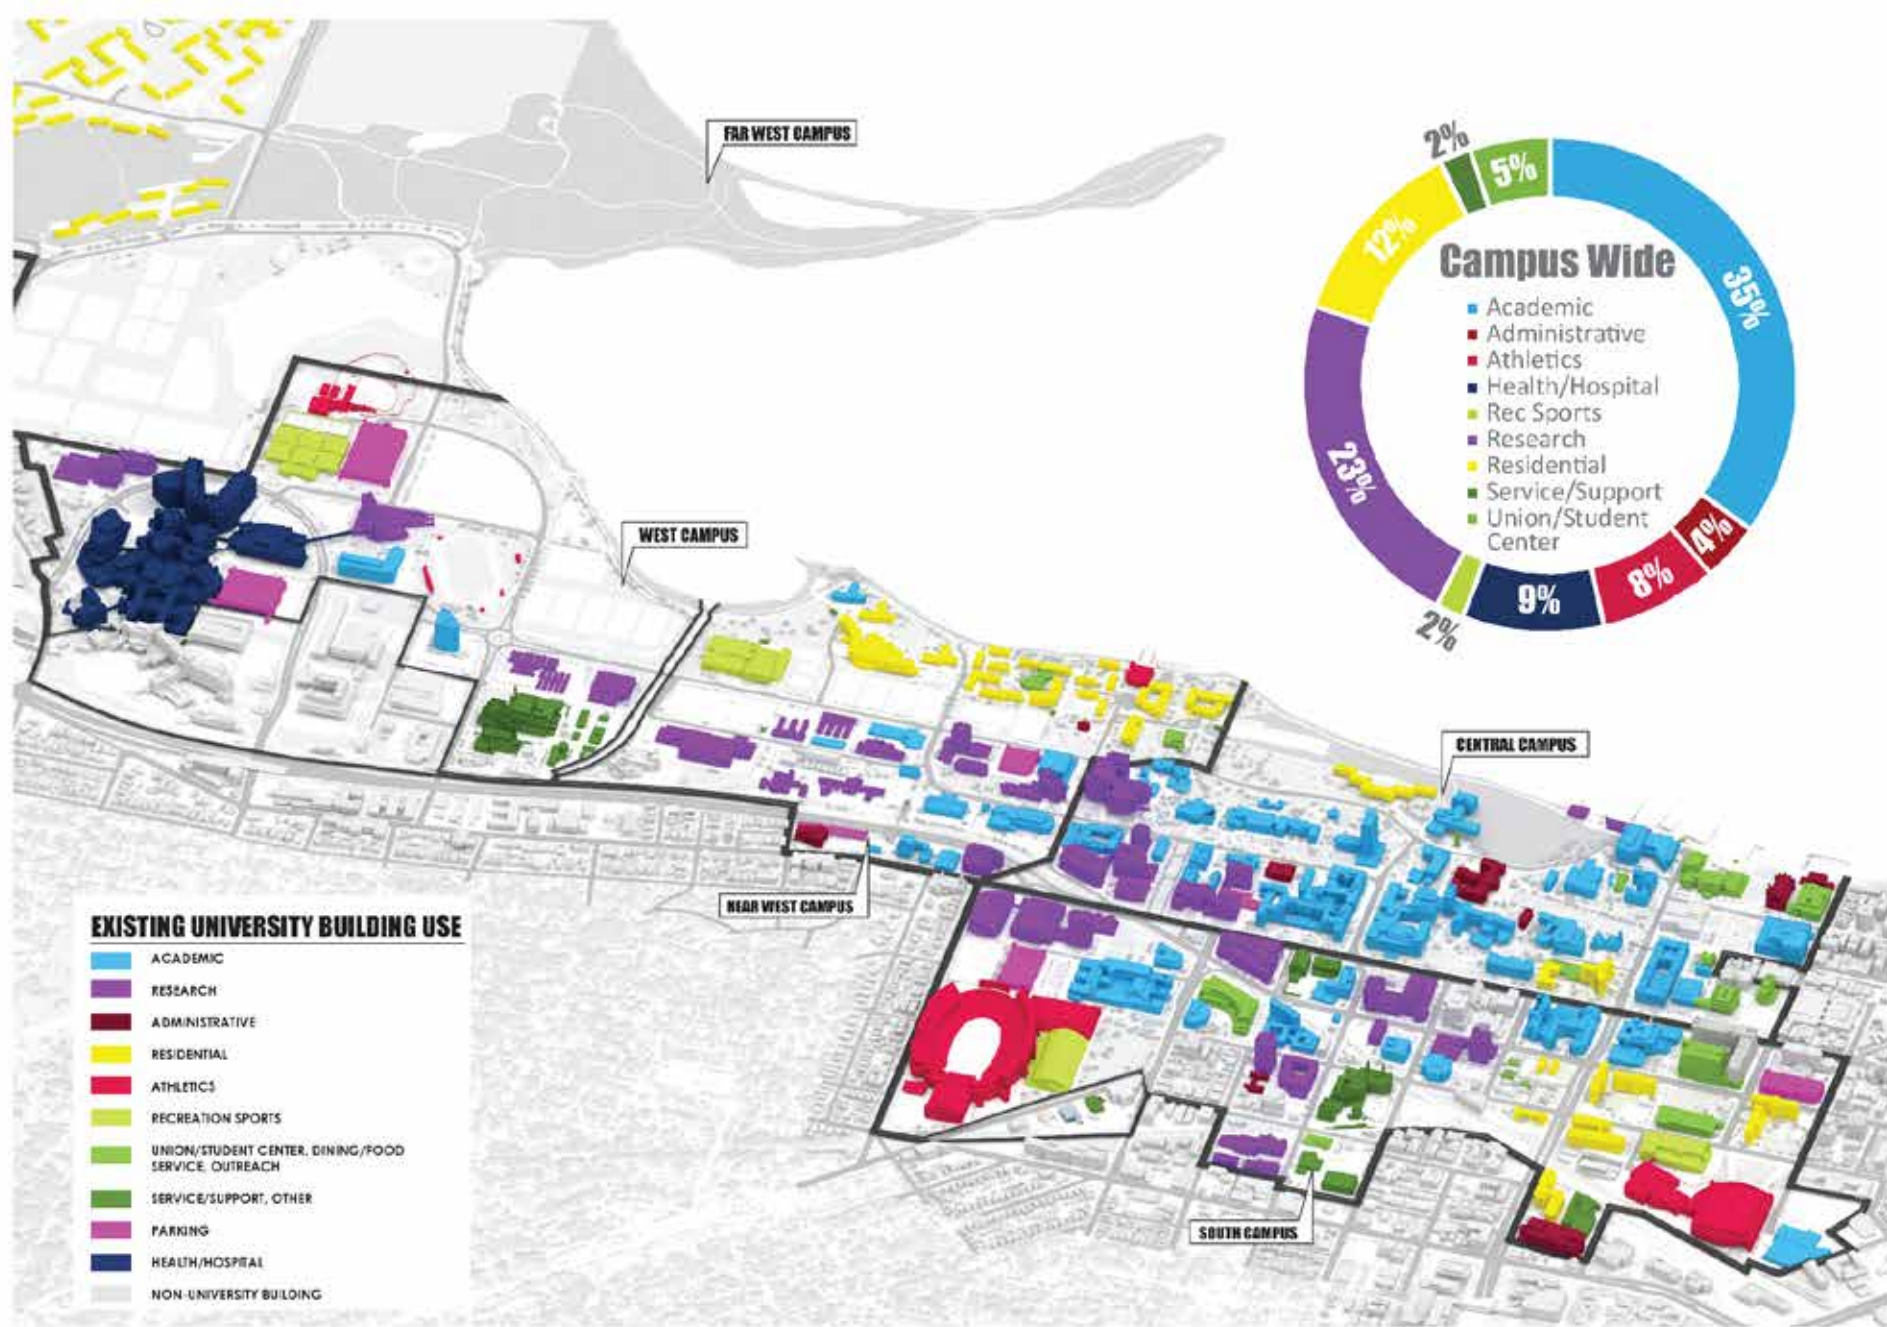 FAR WEST CAMPUS
2%
5%
12%
35%
Campus Wide
Academic
Administrative
Athletics
Health/Hospital
Rec Sports
Research
Residential
Service/Support
Union/Student
Center
23%
4%
8%
9%
2%
WEST CAMPUS
CENTRAL CAMPUS
NEAR WEST CAMPUS
SOUTH CAMPUS
EXISTING UNIVERSITY BUILDING USE
ACADEMIC
RESEARCH
ADMINISTRATIVE
RESIDENTIAL
ATHLETICS
RECREATION SPORTS
UNION/STUDENT CENTER, DINING/FOOD
SERVICE, OUTREACH
SERVICE/SUPPORT, OTHER
PARKING
HEALTH/HOSPITAL
NON-UNIVERSITY BUILDING